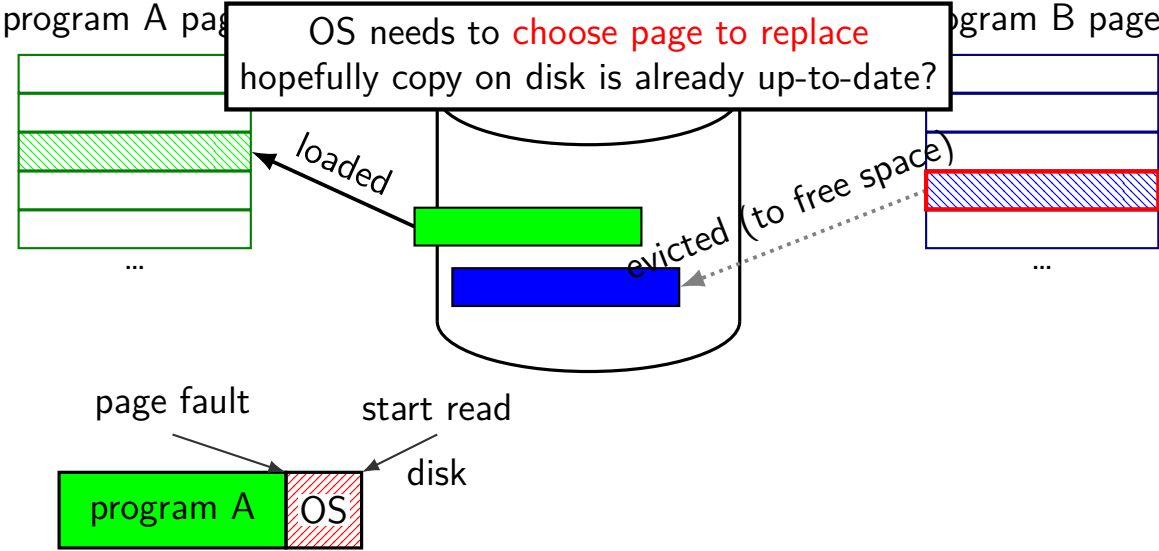 program A pag
OS needs to choose page to replace
hopefully copy on disk is already up-to-date?
ogram B page
loaded
evicted (to free space)
...
...
page fault
start read
disk
program A
OS